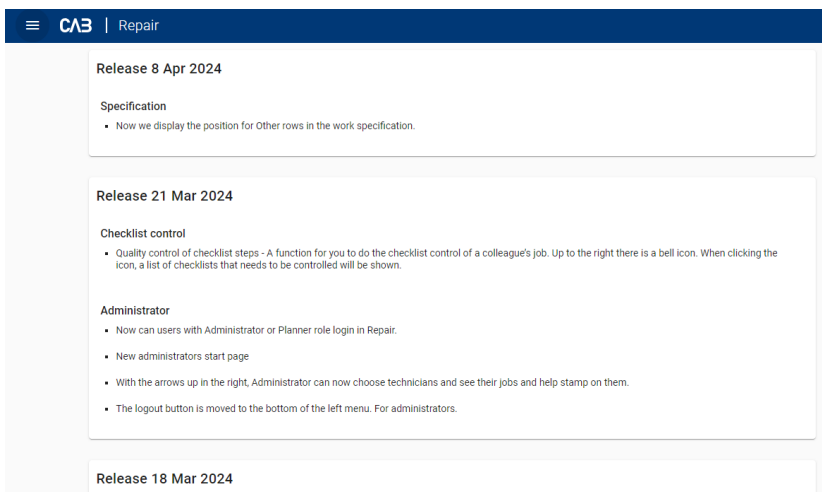 CAB | Repair
Release 8 Apr 2024
Specification
Now we display the position for Other rows in the work specification.
Release 21 Mar 2024
Checklist control
Quality control of checklist steps - A function for you to do the checklist control of a colleague's job. Up to the right there is a bell icon. When clicking the
icon, a list of checklists that needs to be controlled will be shown.
Administrator
Now can users with Administrator or Planner role login in Repair.
New administrators start page
With the arrows up in the right, Administrator can now choose technicians and see their jobs and help stamp on them.
The logout button is moved to the bottom of the left menu. For administrators.
Release 18 Mar 2024